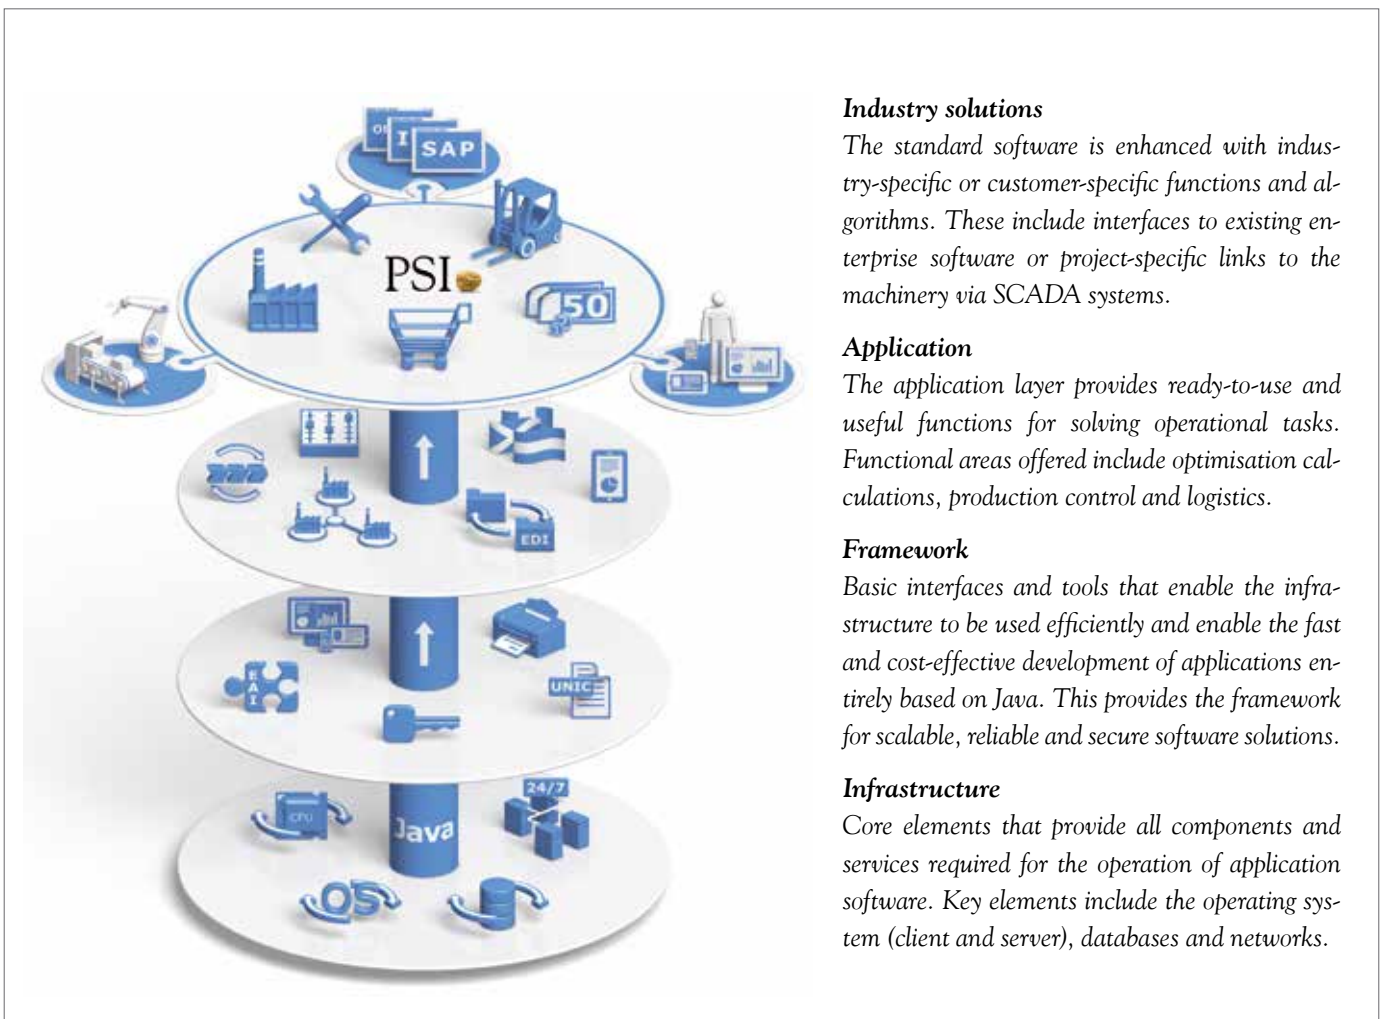 SAP
PSI
50
EDI
EAI
UNIC
CPU
24/7
Java
OS
Industry solutions
The standard software is enhanced with indus-
try-specific or customer-specific functions and al-
gorithms. These include interfaces to existing en-
terprise software or project-specific links to the
machinery via SCADA systems.
Application
The application layer provides ready-to-use and
useful functions for solving operational tasks.
Functional areas offered include optimisation cal-
culations, production control and logistics.
Framework
Basic interfaces and tools that enable the infra-
structure to be used efficiently and enable the fast
and cost-effective development of applications en-
tirely based on Java. This provides the framework
for scalable, reliable and secure software solutions.
Infrastructure
Core elements that provide all components and
services required for the operation of application
software. Key elements include the operating sys-
tem (client and server), databases and networks.